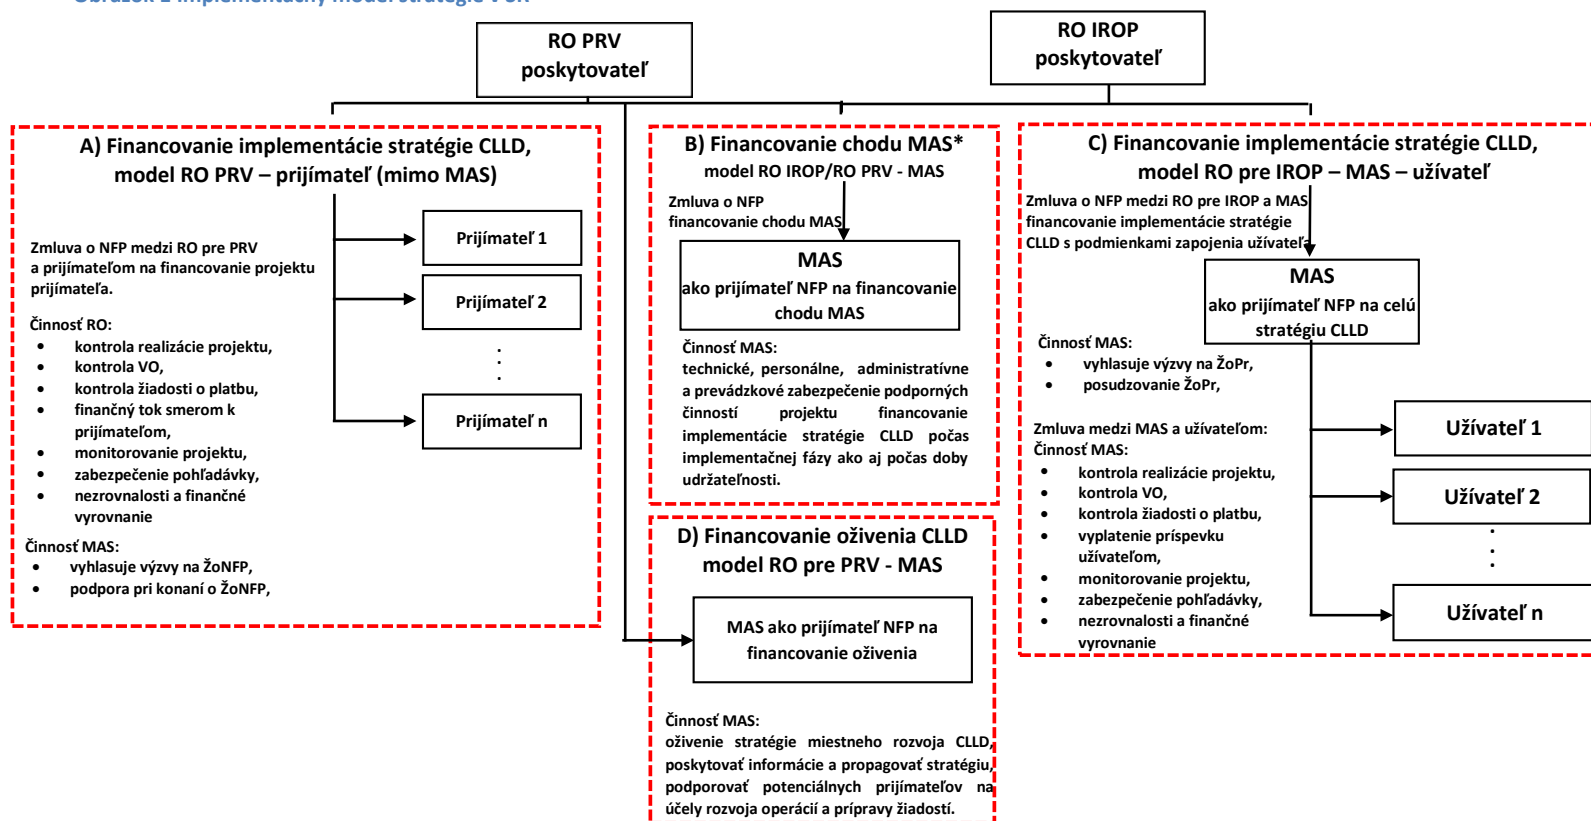 RO PRV
poskytovateľ
RO IROP
poskytovateľ
A) Financovanie implementácie stratégie CLLD,
model RO PRV – prijímateľ (mimo MAS)
Zmluva o NFP medzi RO pre PRV
a prijímateľom na financovanie projektu
prijímateľa.
Prijímateľ 1
Prijímateľ 2
Prijímateľ n
Činnosť RO:
• kontrola realizácie projektu,
• kontrola VO,
• kontrola žiadosti o platbu,
• finančný tok smerom k
prijímateľom,
• monitorovanie projektu,
• zabezpečenie pohľadávky,
• nezrovnalosti a finančné
vyrovnanie
Činnosť MAS:
• vyhlasuje výzvy na ŽoNFP,
• podpora pri konaní o ŽoNFP,
B) Financovanie chodu MAS*
model RO IROP/RO PRV - MAS
Zmluva o NFP
financovanie chodu MAS
MAS
ako prijímateľ NFP na financovanie
chodu MAS
Činnosť MAS:
technické, personálne, administratívne
a prevádzkové zabezpečenie podporných
činností projektu financovanie
implementácie stratégie CLLD počas
implementačnej fázy ako aj počas doby
udržateľnosti.
D) Financovanie oživenia CLLD
model RO pre PRV - MAS
MAS ako prijímateľ NFP na
financovanie oživenia
Činnosť MAS:
oživenie stratégie miestneho rozvoja CLLD,
poskytovať informácie a propagovať stratégiu,
podporovať potenciálnych prijímateľov na
účely rozvoja operácií a prípravy žiadostí.
C) Financovanie implementácie stratégie CLLD,
model RO pre IROP – MAS – užívateľ
Zmluva o NFP medzi RO pre IROP a MAS
financovanie implementácie stratégie
CLLD s podmienkami zapojenia užívateľa
MAS
ako prijímateľ NFP na celú
stratégiu CLLD
Činnosť MAS:
• vyhlasuje výzvy na ŽoPr,
• posudzovanie ŽoPr,
Zmluva medzi MAS a užívateľom:
Činnosť MAS:
• kontrola realizácie projektu,
• kontrola VO,
• kontrola žiadosti o platbu,
• vyplatenie príspevku
užívateľom,
• monitorovanie projektu,
• zabezpečenie pohľadávky,
• nezrovnalosti a finančné
vyrovnanie
Užívateľ 1
Užívateľ 2
Užívateľ n